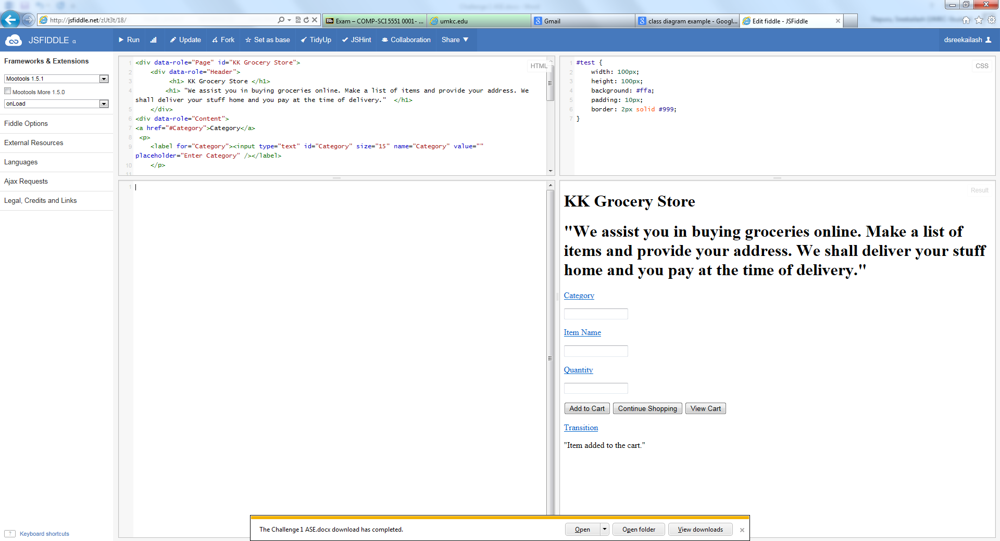 http://jsfiddle.net/zUt3t/18/
Exam – COMP-SCI 5551 0001- ...
umkc.edu
Gmail
class diagram example - Googl...
Edit fiddle - JSFiddle
JSFIDDLE α
Run
Update
Fork
Set as base
TidyUp
JSHint
Collaboration
Share
dsreekailash
Frameworks & Extensions
Mootools 1.5.1
Mootools More 1.5.0
onLoad
Fiddle Options
External Resources
Languages
Ajax Requests
Legal, Credits and Links
? Keyboard shortcuts
HTML
1 <div data-role="Page" id="KK Grocery Store">
2 <div data-role="Header">
3 <h1> KK Grocery Store </h1>
4 <h1> "We assist you in buying groceries online. Make a list of items and provide your address. We
shall deliver your stuff home and you pay at the time of delivery."  </h1>
5 </div>
6 <div data-role="Content">
7 <a href="#Category">Category</a>
8 <p>
9 <label for="Category"><input type="text" id="Category" size="15" name="Category" value=""
placeholder="Enter Category" /></label>
10 </p>
11
CSS
1 #test {
2 width: 100px;
3 height: 100px;
4 background: #ffa;
5 padding: 10px;
6 border: 2px solid #999;
7 }
1
Result
KK Grocery Store
"We assist you in buying groceries online. Make a list of
items and provide your address. We shall deliver your stuff
home and you pay at the time of delivery."
Category
Item Name
Quantity
Add to Cart
Continue Shopping
View Cart
Transition
"Item added to the cart."
The Challenge 1 ASE.docx download has completed.
Open
Open folder
View downloads